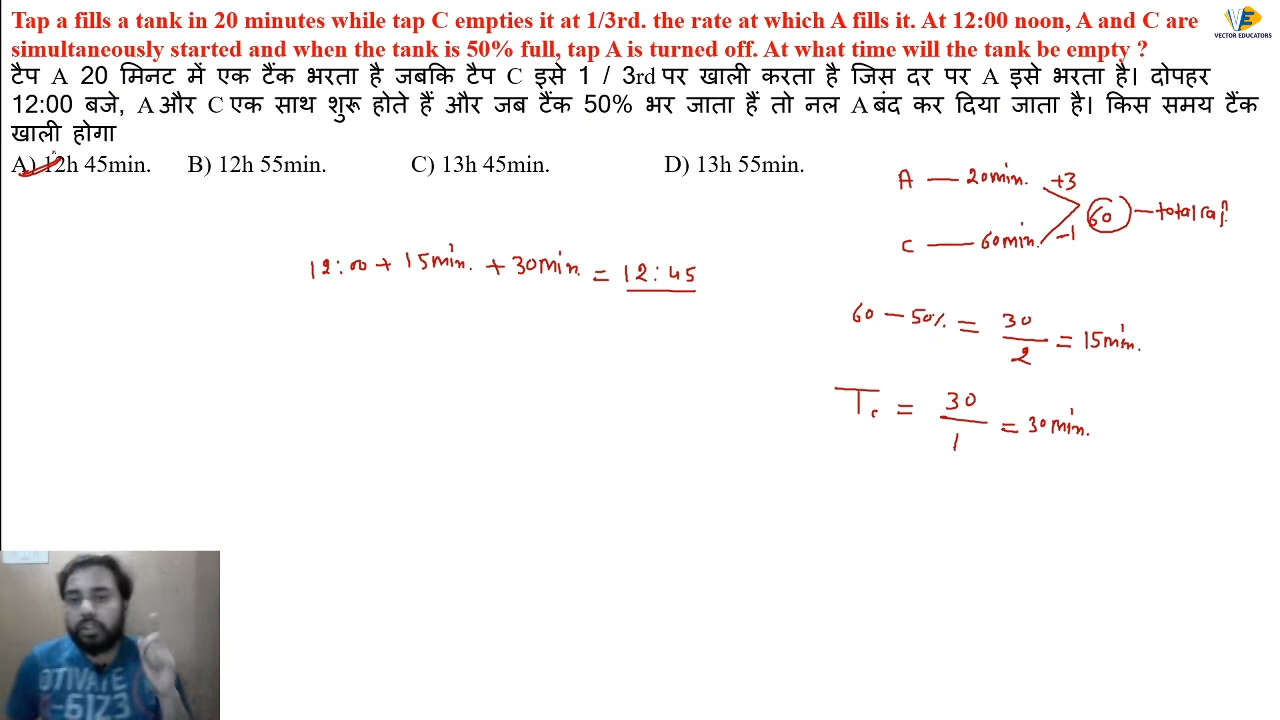 Tap a fills a tank in 20 minutes while tap C empties it at 1/3rd. the rate at which A fills it. At 12:00 noon, A and C are
simultaneously started and when the tank is 50% full, tap A is turned off. At what time will the tank be empty ?
टैप A 20 मिनट में एक टैंक भरता है जबकि टैप C इसे 1 / 3rd पर खाली करता है जिस दर पर A इसे भरता है। दोपहर
12:00 बजे, A और C एक साथ शुरू होते हैं और जब टैंक 50% भर जाता हैं तो नल A बंद कर दिया जाता है। किस समय टैंक
खाली होगा
A) 12h 45min. B) 12h 55min. C) 13h 45min. D) 13h 55min.
VECTOR EDUCATORS
A — 20min. +3
60 — total
C — 60min. -1
12:00 + 15min. + 30min. = 12:45
60 — 50% = 30/2 = 15min.
Tc = 30/1 = 30min.
OTIVATE
-6123